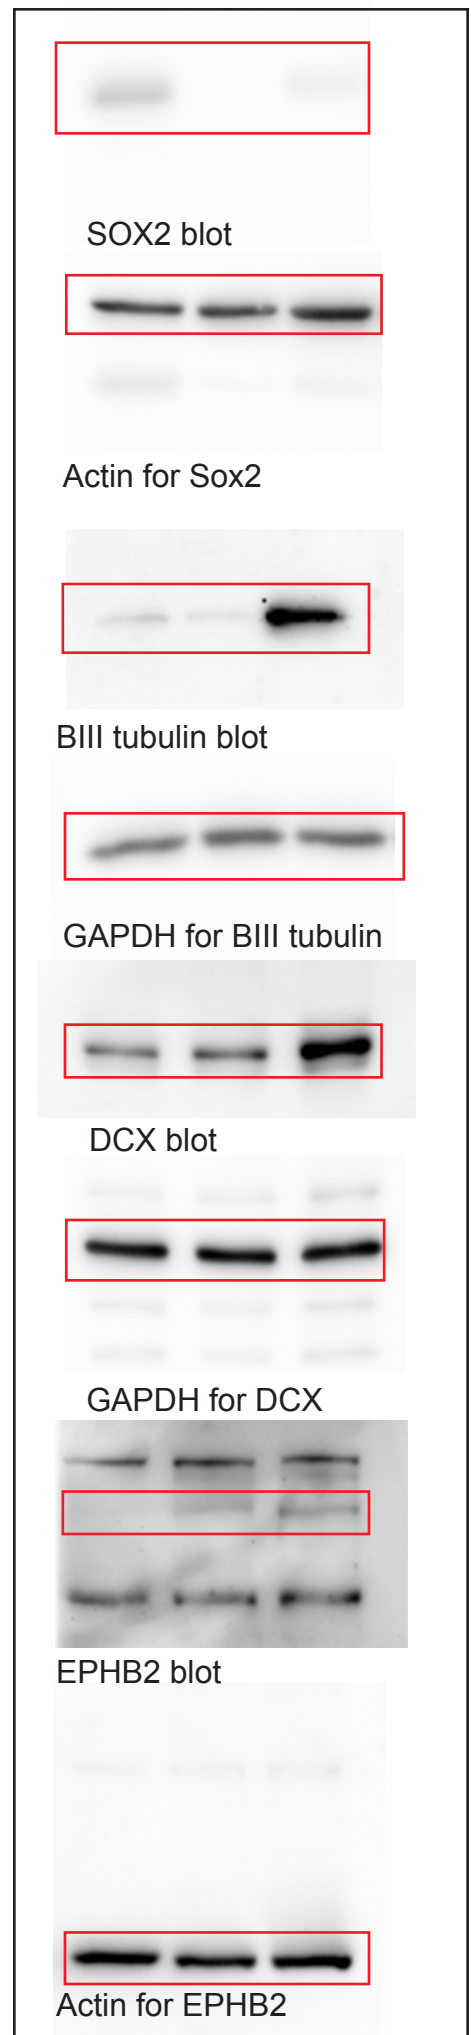 SOX2 blot
Actin for Sox2
BIII tubulin blot
GAPDH for BIII tubulin
DCX blot
GAPDH for DCX
EPHB2 blot
Actin for EPHB2